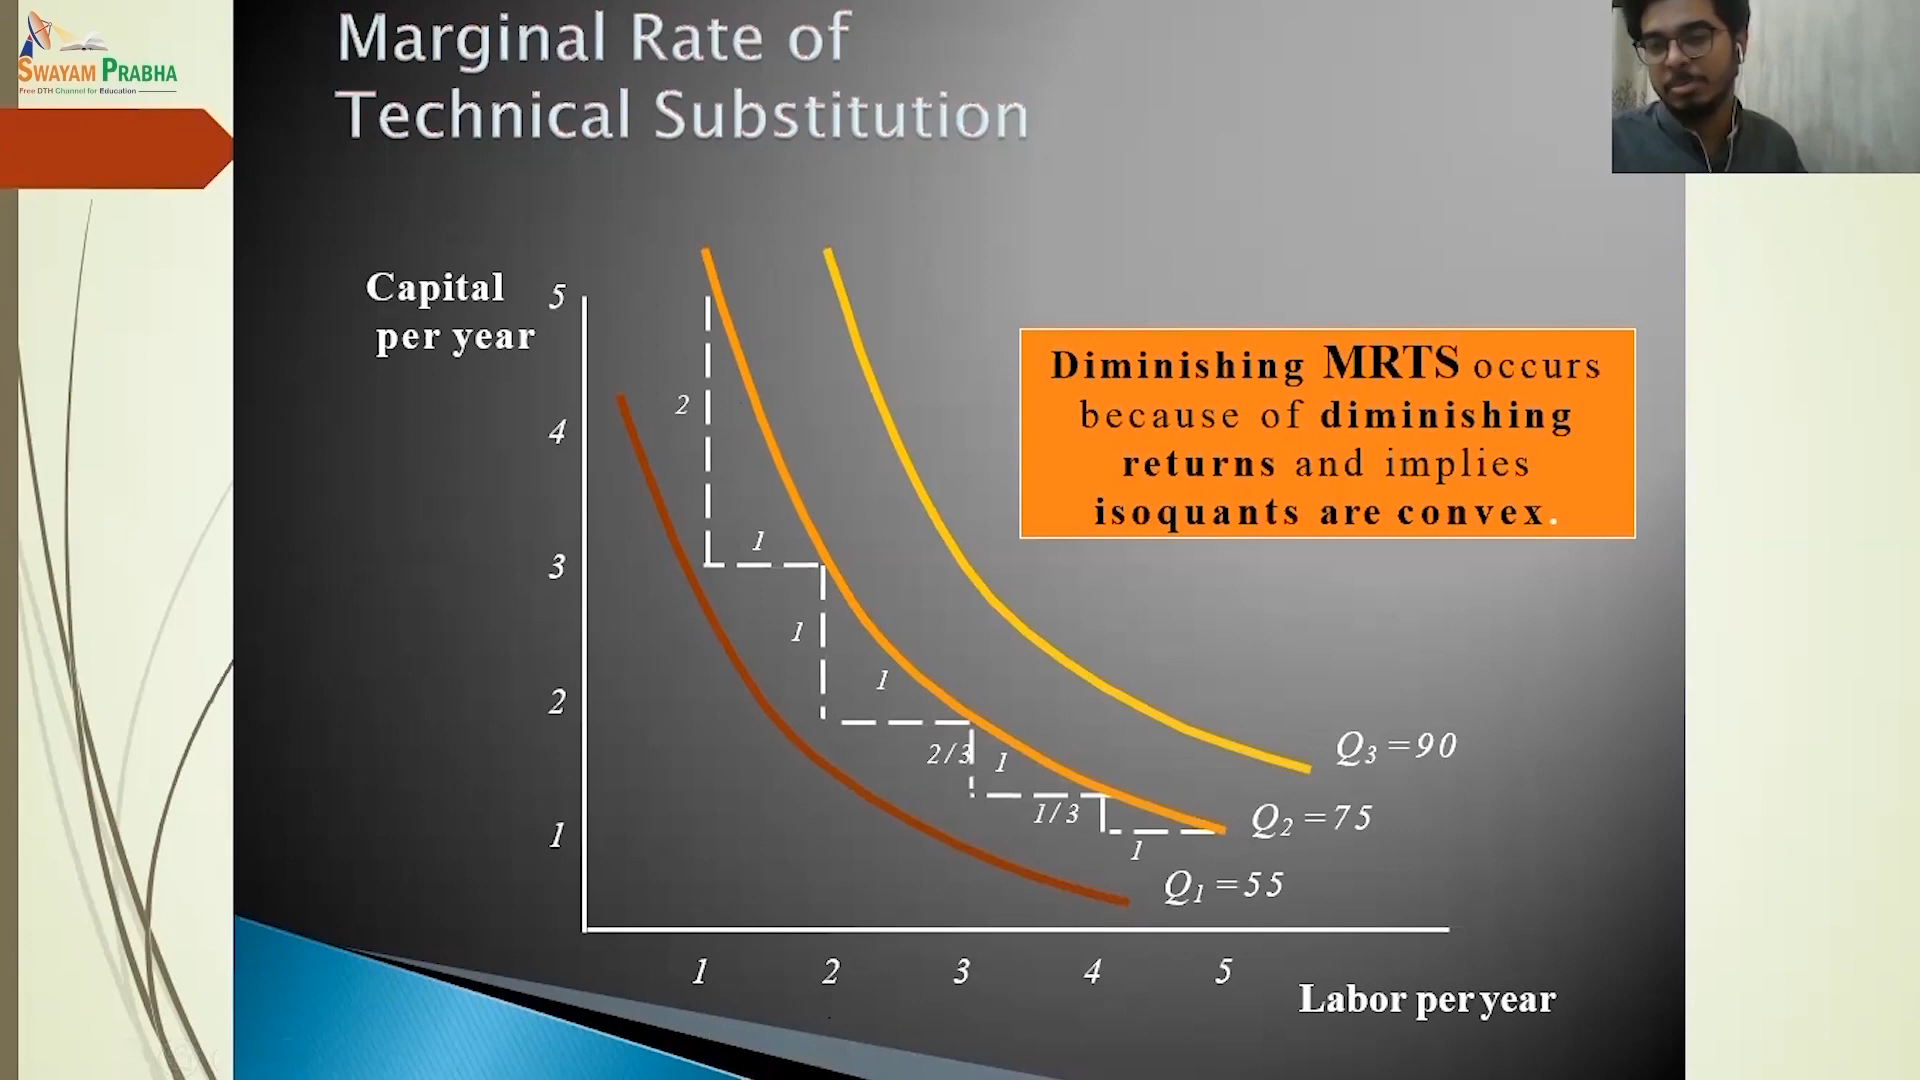 SWAYAM PRABHA
Free DTH Channel for Education
Marginal Rate of
Technical Substitution
Capital
per year
5
4
3
2
1
2
1
1
1
2/3
1
1/3
1
Diminishing MRTS occurs
because of diminishing
returns and implies
isoquants are convex.
Q3 =90
Q2 =75
Q1 =55
1 2 3 4 5
Labor per year